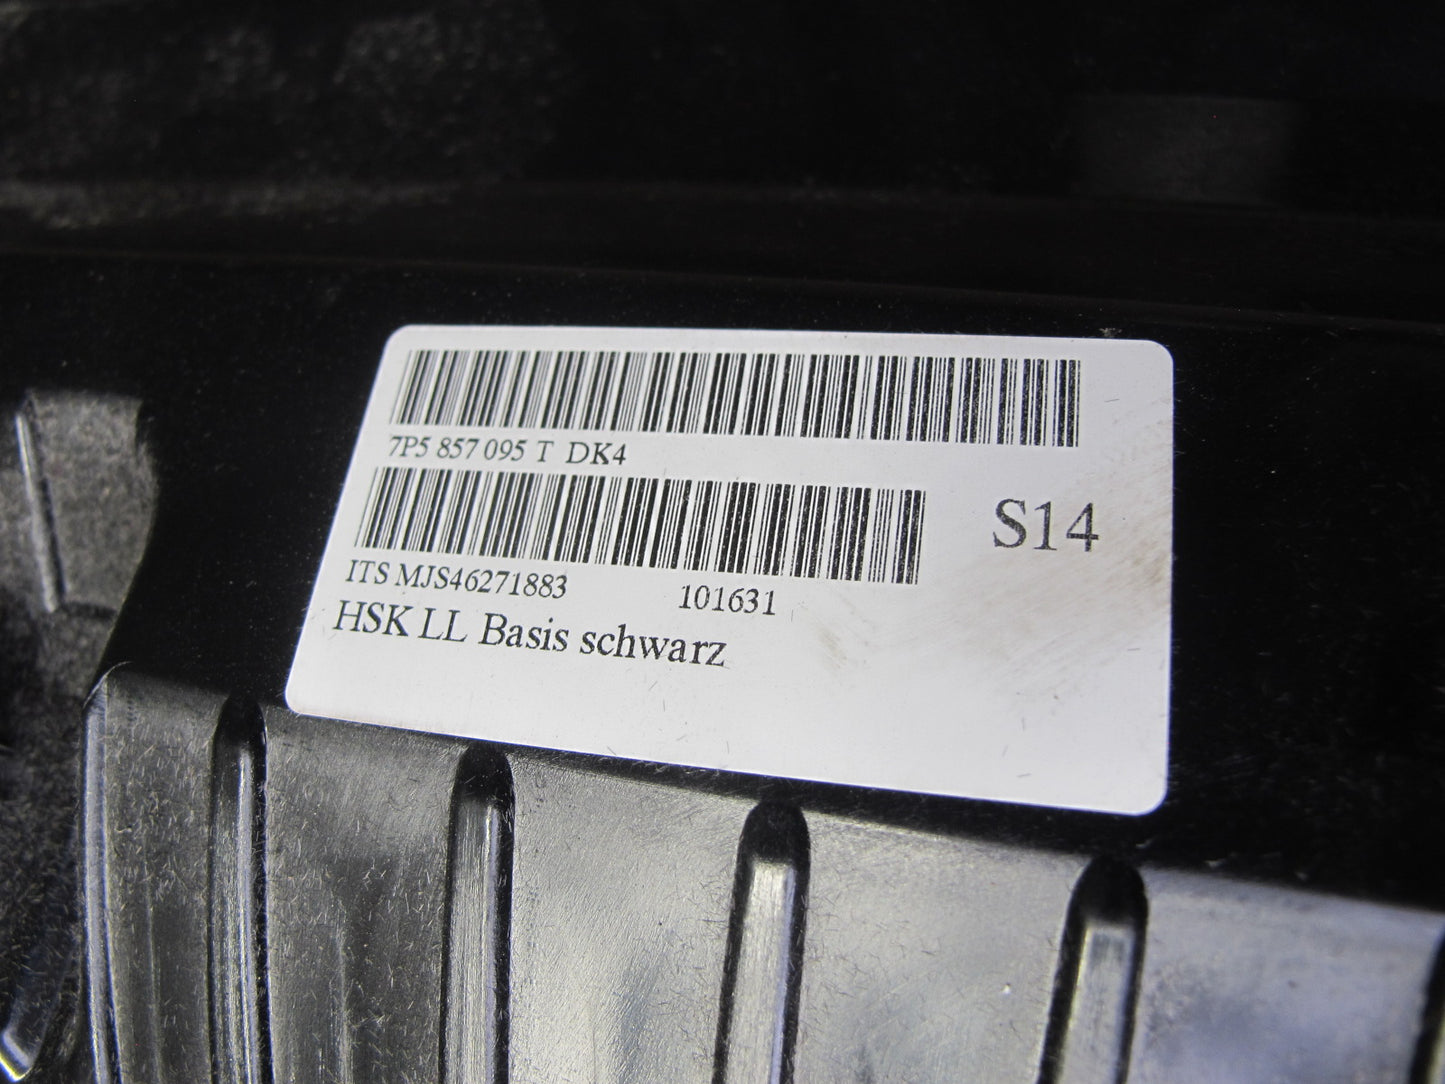 7P5 857 095 T DK4
S14
ITS MJS46271883 101631
HSK LL Basis schwarz